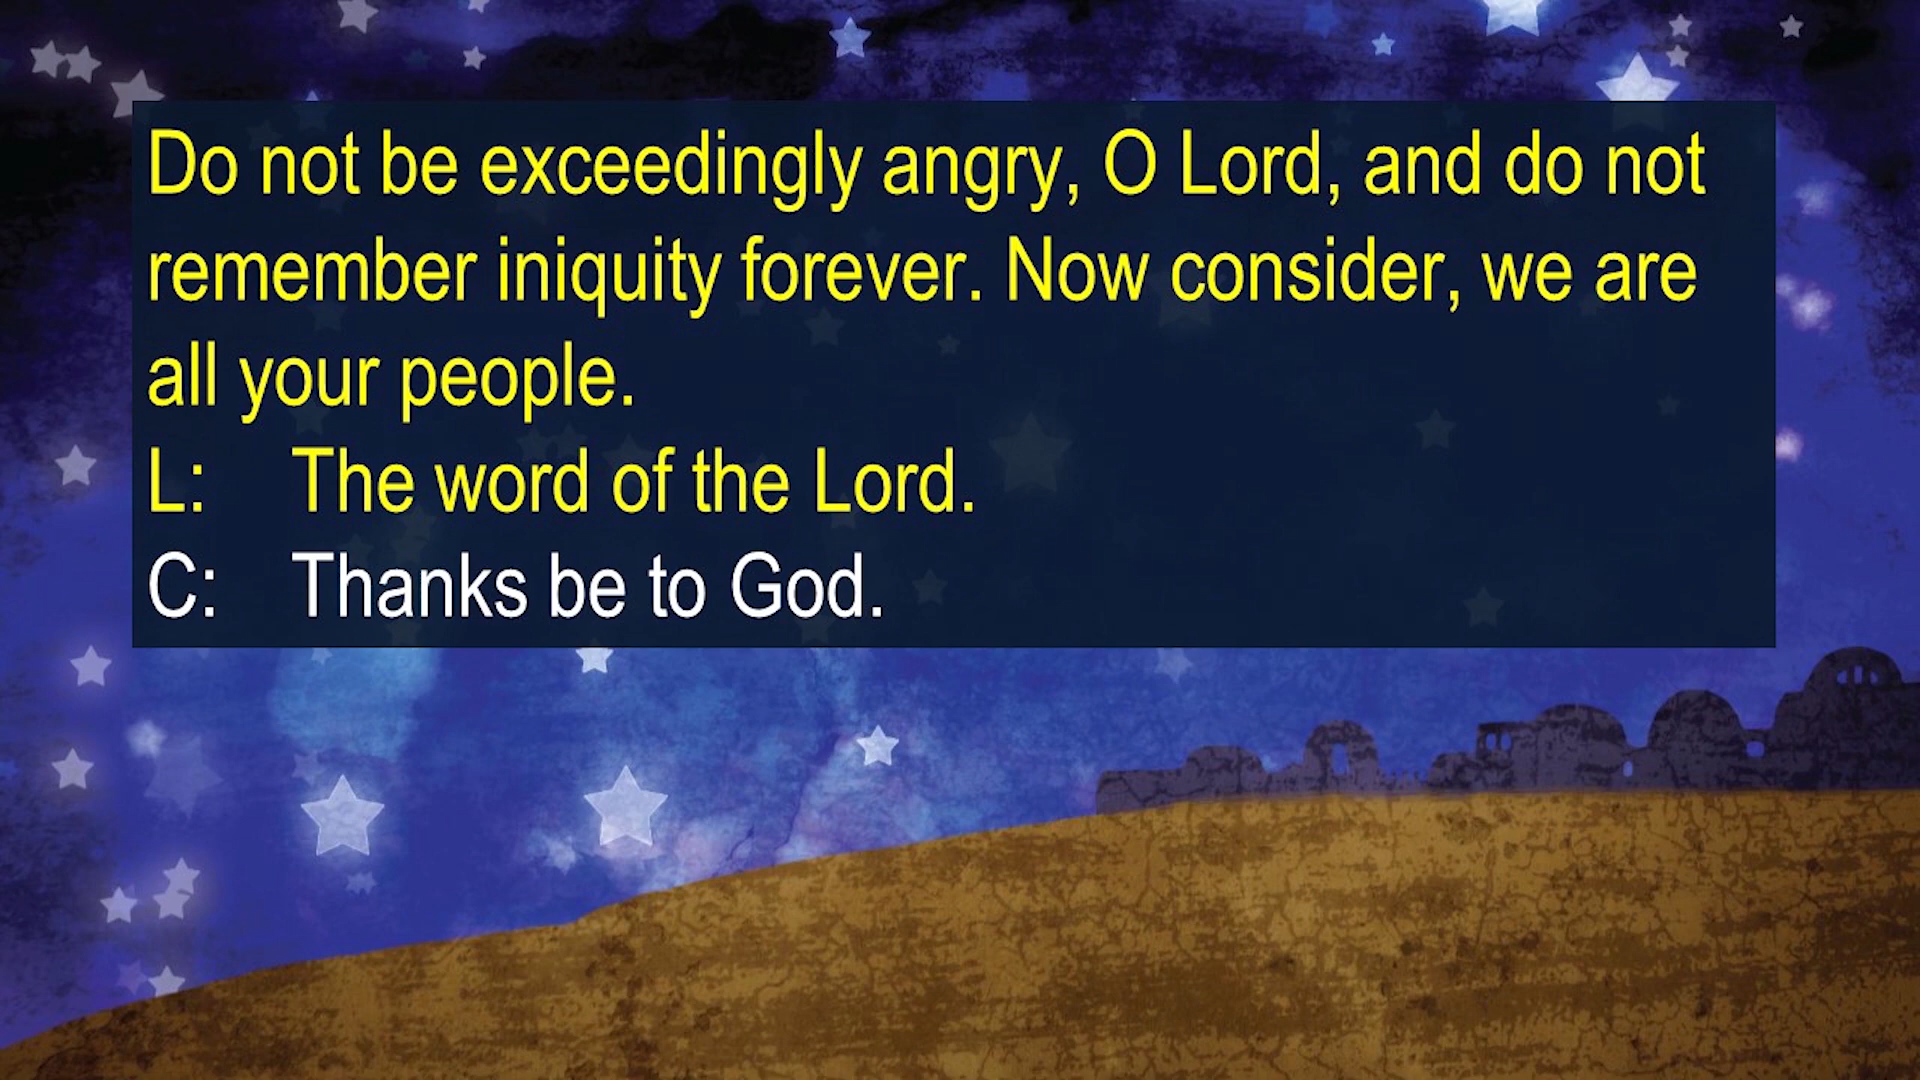 Do not be exceedingly angry, O Lord, and do not
remember iniquity forever. Now consider, we are
all your people.
L: The word of the Lord.
C: Thanks be to God.